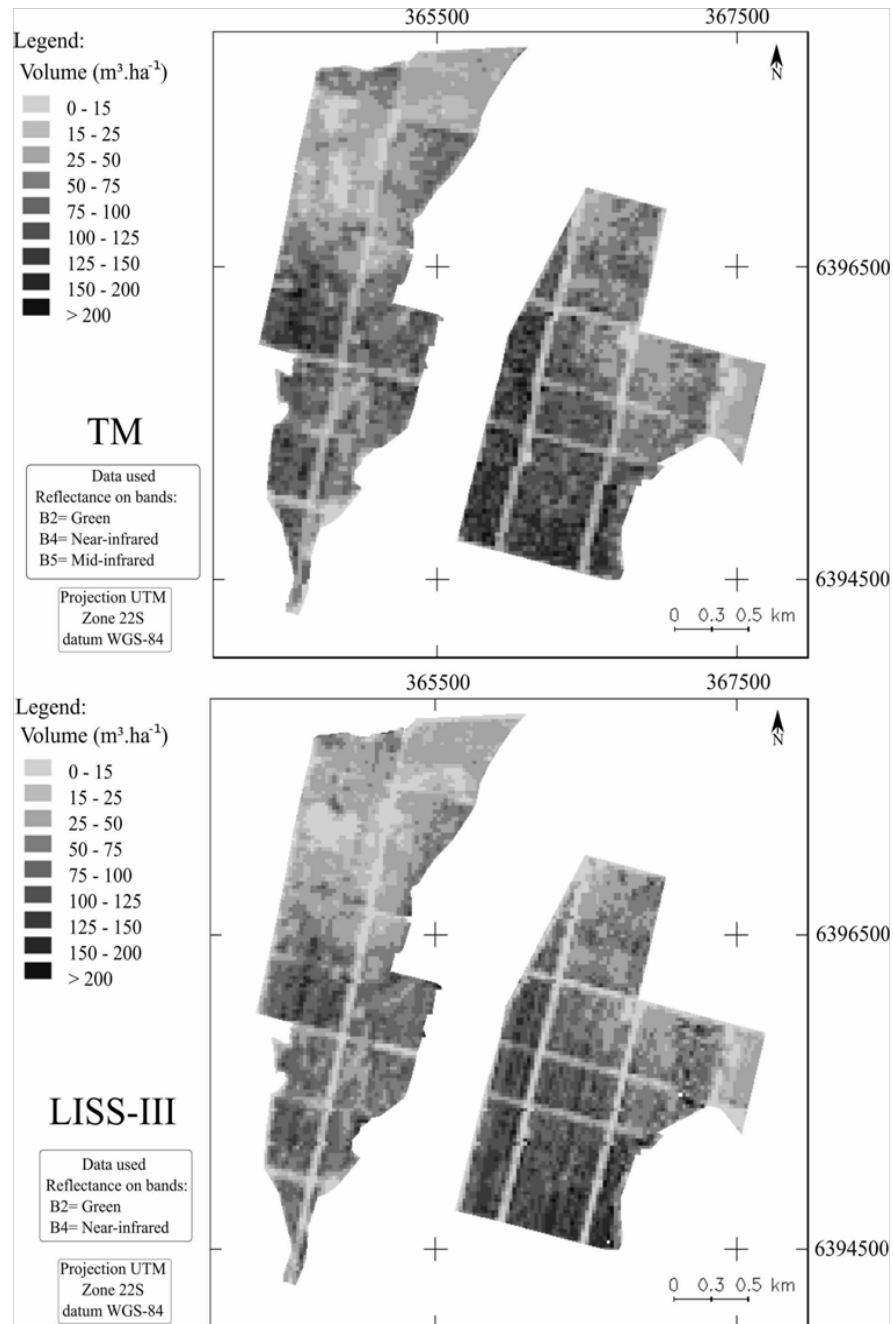 365500 367500
Legend:
Volume (m³.ha⁻¹)
0 - 15
15 - 25
25 - 50
50 - 75
75 - 100
100 - 125
125 - 150
150 - 200
> 200
N
6396500
TM
Data used
Reflectance on bands:
B2= Green
B4= Near-infrared
B5= Mid-infrared
Projection UTM
Zone 22S
datum WGS-84
6394500
0 0.3 0.5 km
365500 367500
Legend:
Volume (m³.ha⁻¹)
0 - 15
15 - 25
25 - 50
50 - 75
75 - 100
100 - 125
125 - 150
150 - 200
> 200
N
6396500
LISS-III
Data used
Reflectance on bands:
B2= Green
B4= Near-infrared
Projection UTM
Zone 22S
datum WGS-84
6394500
0 0.3 0.5 km